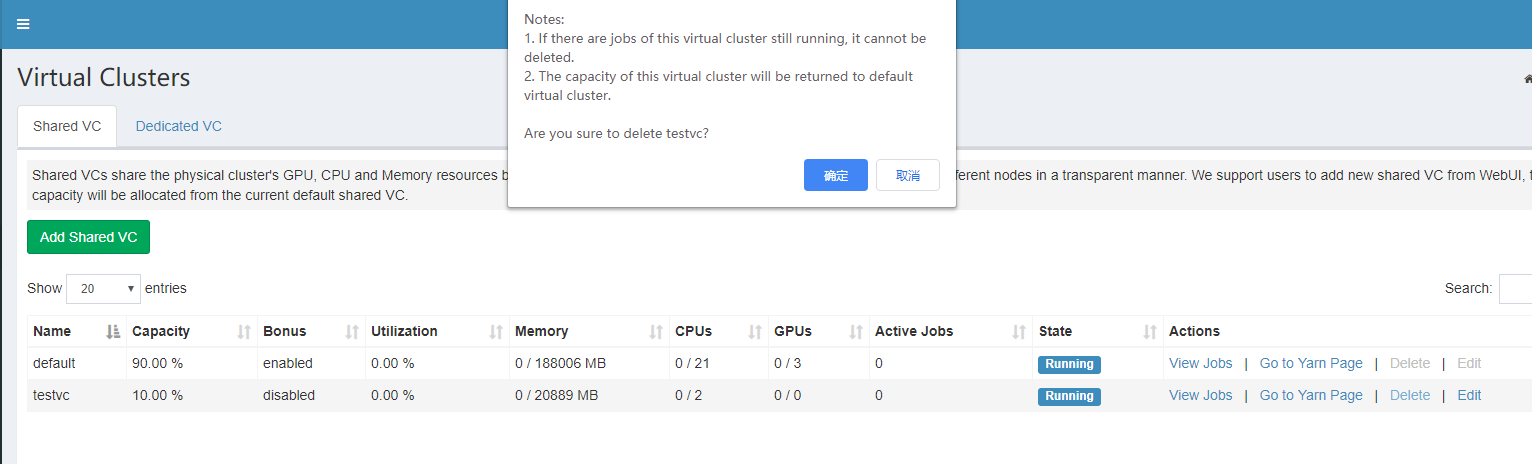 Notes:
1. If there are jobs of this virtual cluster still running, it cannot be
deleted.
2. The capacity of this virtual cluster will be returned to default
virtual cluster.
Are you sure to delete testvc?
确定 取消
Virtual Clusters
Shared VC Dedicated VC
Shared VCs share the physical cluster's GPU, CPU and Memory resources nodes in a transparent manner. We support users to add new shared VC from WebUI,
capacity will be allocated from the current default shared VC.
Add Shared VC
Show 20 entries Search:
Name Capacity Bonus Utilization Memory CPUs GPUs Active Jobs State Actions
default 90.00 % enabled 0.00 % 0 / 188006 MB 0 / 21 0 / 3 0 Running View Jobs | Go to Yarn Page | Delete | Edit
testvc 10.00 % disabled 0.00 % 0 / 20889 MB 0 / 2 0 / 0 0 Running View Jobs | Go to Yarn Page | Delete | Edit